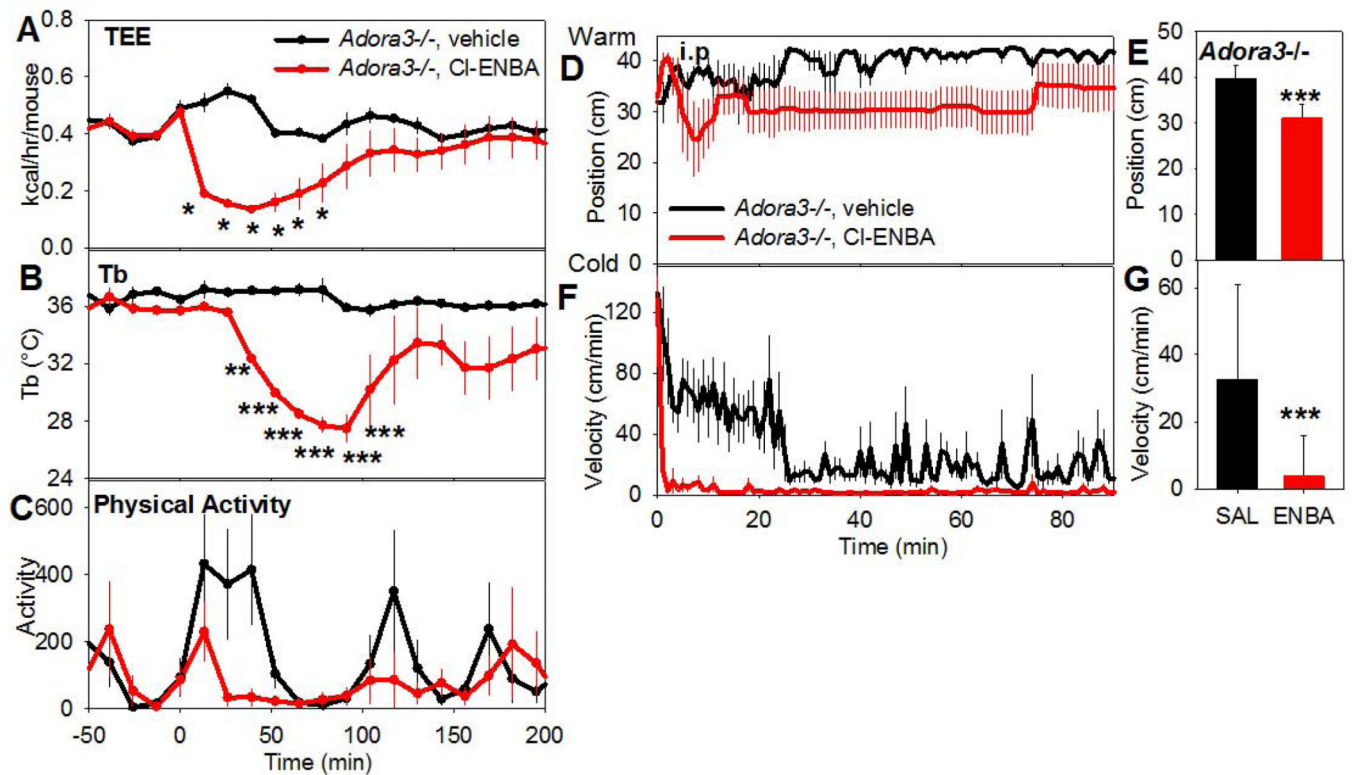 A
TEE
Adora3-/-, vehicle
Adora3-/-, Cl-ENBA
kcal/hr/mouse
0.8
0.6
0.4
0.2
0.0
* * * * * *
B
Tb
Tb (°C)
36
32
28
24
**
***
***
***
***
***
C
Physical Activity
Activity
600
400
200
0
-50 0 50 100 150 200
Time (min)
D
Warm
i.p
Position (cm)
40
30
20
10
0
Adora3-/-, vehicle
Adora3-/-, Cl-ENBA
Cold
F
Velocity (cm/min)
120
80
40
0
0 20 40 60 80
Time (min)
E
Adora3-/-
Position (cm)
50
40
30
20
10
0
***
G
Velocity (cm/min)
60
40
20
0
***
SAL ENBA